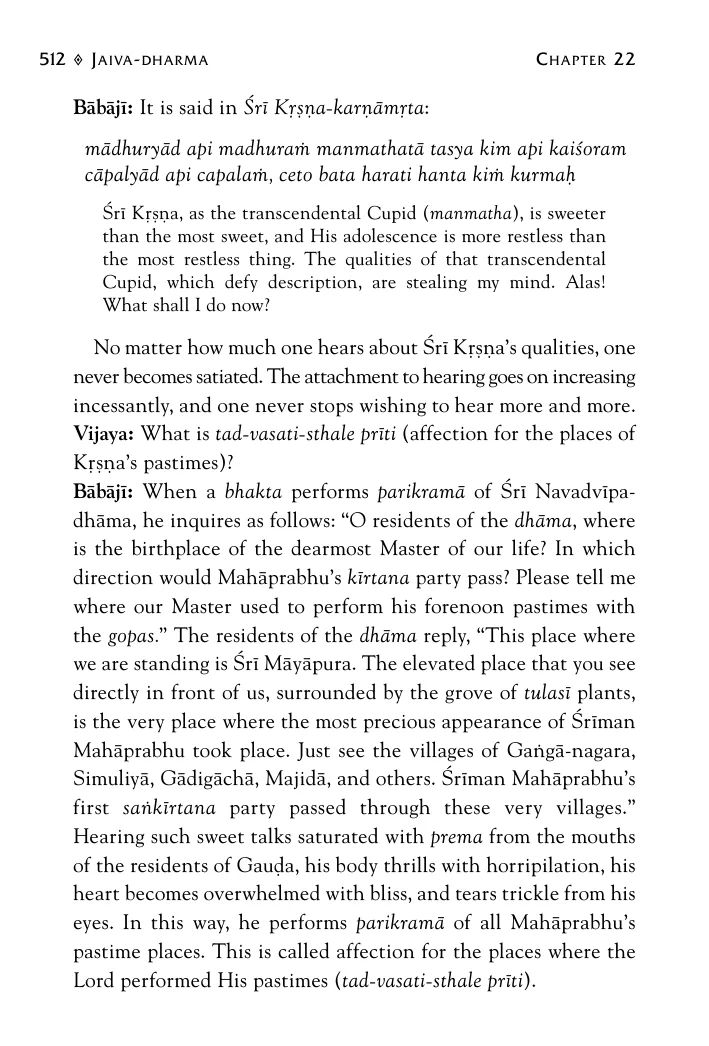 512 ◈ Jaiva-dharma Chapter 22
Bābājī: It is said in Śrī Kṛṣṇa-karṇāmṛta:
mādhuryād api madhuraṁ manmathatā tasya kim api kaiśoram
cāpalyād api capalaṁ, ceto bata harati hanta kiṁ kurmaḥ
Śrī Kṛṣṇa, as the transcendental Cupid (manmatha), is sweeter
than the most sweet, and His adolescence is more restless than
the most restless thing. The qualities of that transcendental
Cupid, which defy description, are stealing my mind. Alas!
What shall I do now?
No matter how much one hears about Śrī Kṛṣṇa’s qualities, one
never becomes satiated. The attachment to hearing goes on increasing
incessantly, and one never stops wishing to hear more and more.
Vijaya: What is tad-vasati-sthale prīti (affection for the places of
Kṛṣṇa’s pastimes)?
Bābājī: When a bhakta performs parikramā of Śrī Navadvīpa-
dhāma, he inquires as follows: “O residents of the dhāma, where
is the birthplace of the dearmost Master of our life? In which
direction would Mahāprabhu’s kīrtana party pass? Please tell me
where our Master used to perform his forenoon pastimes with
the gopas.” The residents of the dhāma reply, “This place where
we are standing is Śrī Māyāpura. The elevated place that you see
directly in front of us, surrounded by the grove of tulasī plants,
is the very place where the most precious appearance of Śrīman
Mahāprabhu took place. Just see the villages of Gaṅgā-nagara,
Simuliyā, Gādigāchā, Majidā, and others. Śrīman Mahāprabhu’s
first saṅkīrtana party passed through these very villages.”
Hearing such sweet talks saturated with prema from the mouths
of the residents of Gauḍa, his body thrills with horripilation, his
heart becomes overwhelmed with bliss, and tears trickle from his
eyes. In this way, he performs parikramā of all Mahāprabhu’s
pastime places. This is called affection for the places where the
Lord performed His pastimes (tad-vasati-sthale prīti).